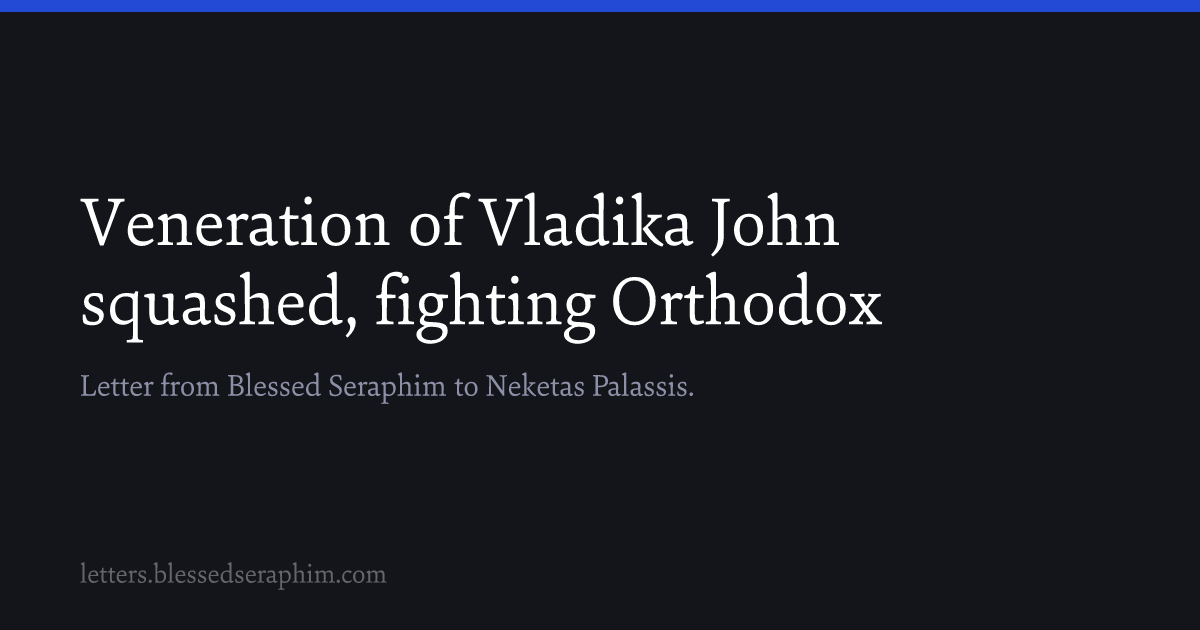 Veneration of Vladika John
squashed, fighting Orthodox
Letter from Blessed Seraphim to Neketas Palassis.
letters.blessedseraphim.com